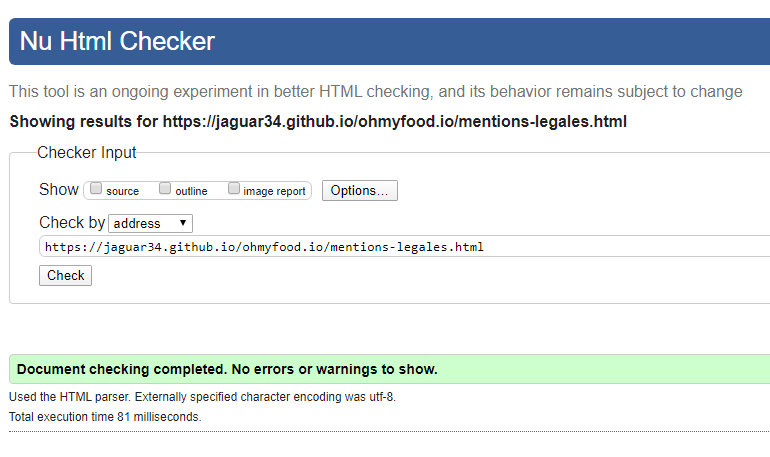 Nu Html Checker
This tool is an ongoing experiment in better HTML checking, and its behavior remains subject to change
Showing results for https://jaguar34.github.io/ohmyfood.io/mentions-legales.html
Checker Input
Show source outline image report Options...
Check by address
https://jaguar34.github.io/ohmyfood.io/mentions-legales.html
Check
Document checking completed. No errors or warnings to show.
Used the HTML parser. Externally specified character encoding was utf-8.
Total execution time 81 milliseconds.